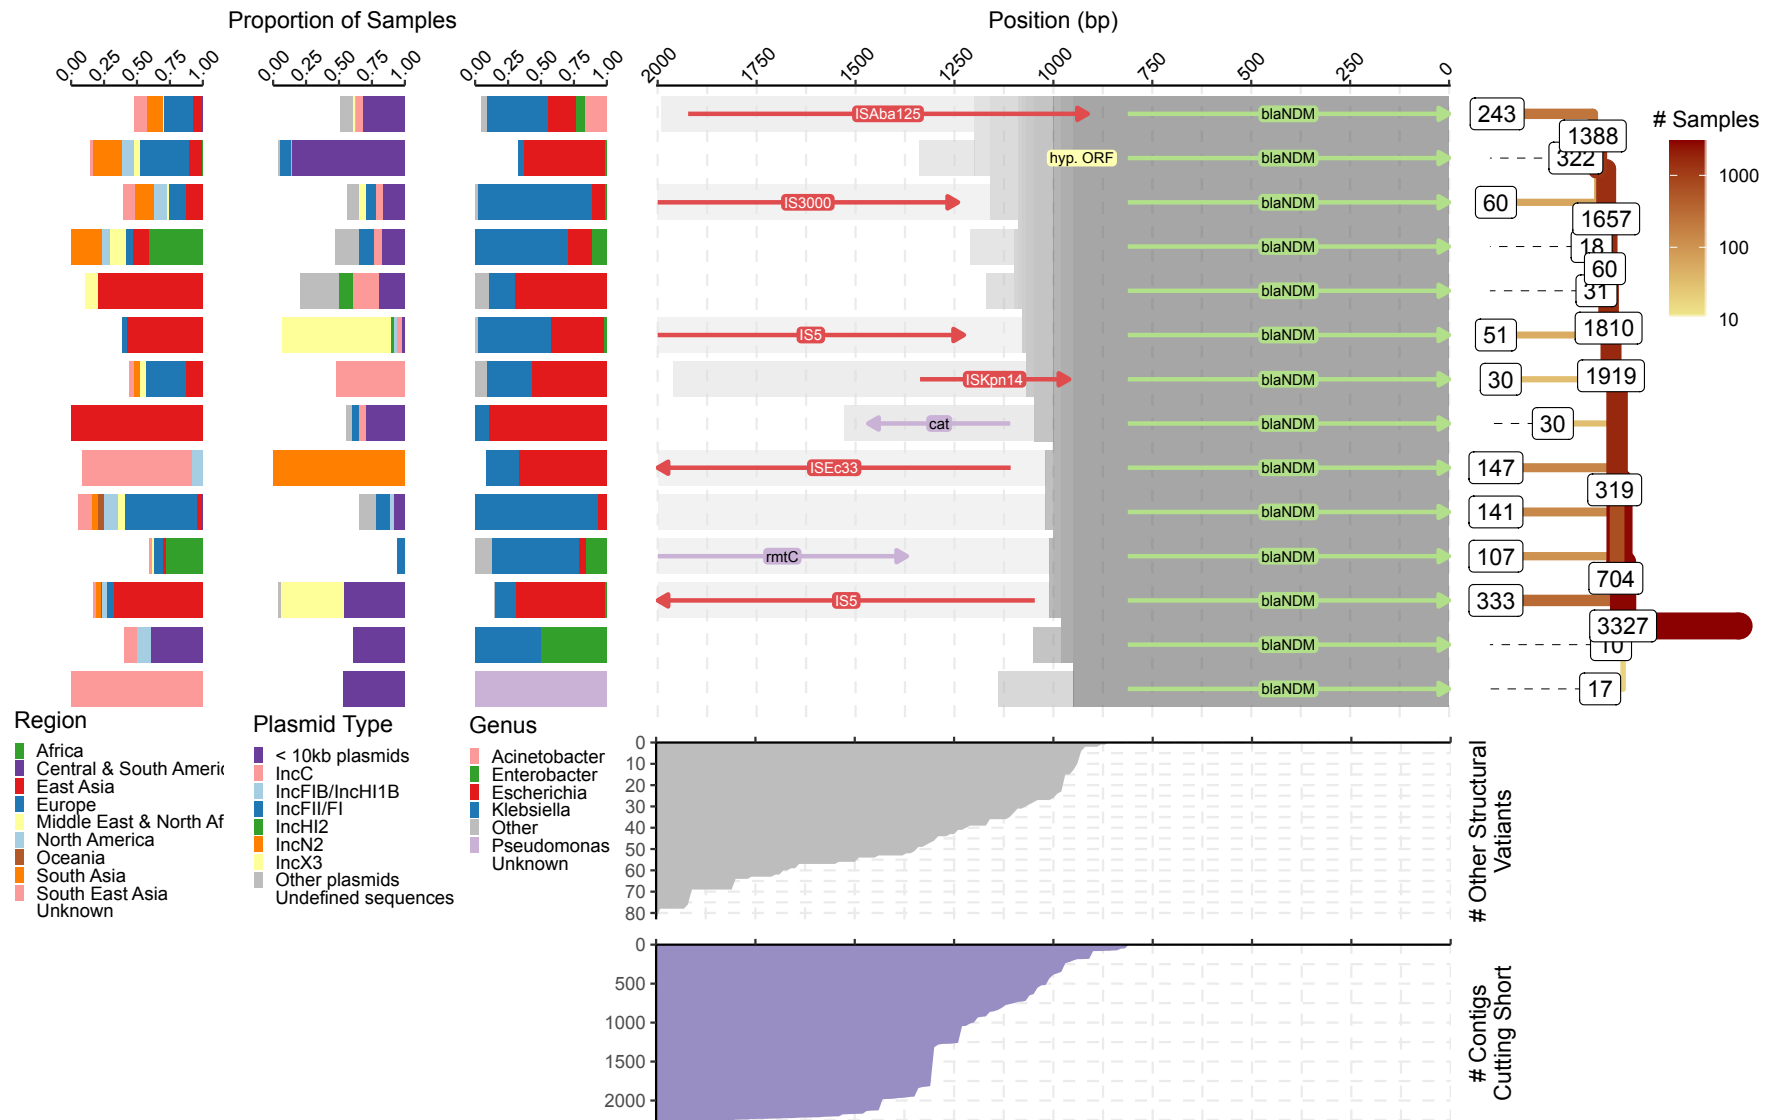 Proportion of Samples
Position (bp)
0.00 0.25 0.50 0.75 1.00
0.00 0.25 0.50 0.75 1.00
0.00 0.25 0.50 0.75 1.00
2000 1750 1500 1250 1000 750 500 250 0
ISAba125 blaNDM 243
1388
hyp. ORF blaNDM 322
IS3000 blaNDM 60
1657
blaNDM 18
60
blaNDM 31
IS5 blaNDM 51 1810
ISKpn14 blaNDM 30 1919
cat blaNDM 30
ISEc33 blaNDM 147
319
blaNDM 141
rmtC blaNDM 107
704
IS5 blaNDM 333
3327
blaNDM 10
blaNDM 17
# Samples
1000
100
10
Region
Africa
Central & South Americ
East Asia
Europe
Middle East & North Af
North America
Oceania
South Asia
South East Asia
Unknown
Plasmid Type
< 10kb plasmids
IncC
IncFIB/IncHI1B
IncFII/FI
IncHI2
IncN2
IncX3
Other plasmids
Undefined sequences
Genus
Acinetobacter
Enterobacter
Escherichia
Klebsiella
Other
Pseudomonas
Unknown
0
10
20
30
40
50
60
70
80
# Other Structural
Vatiants
0
500
1000
1500
2000
# Contigs
Cutting Short